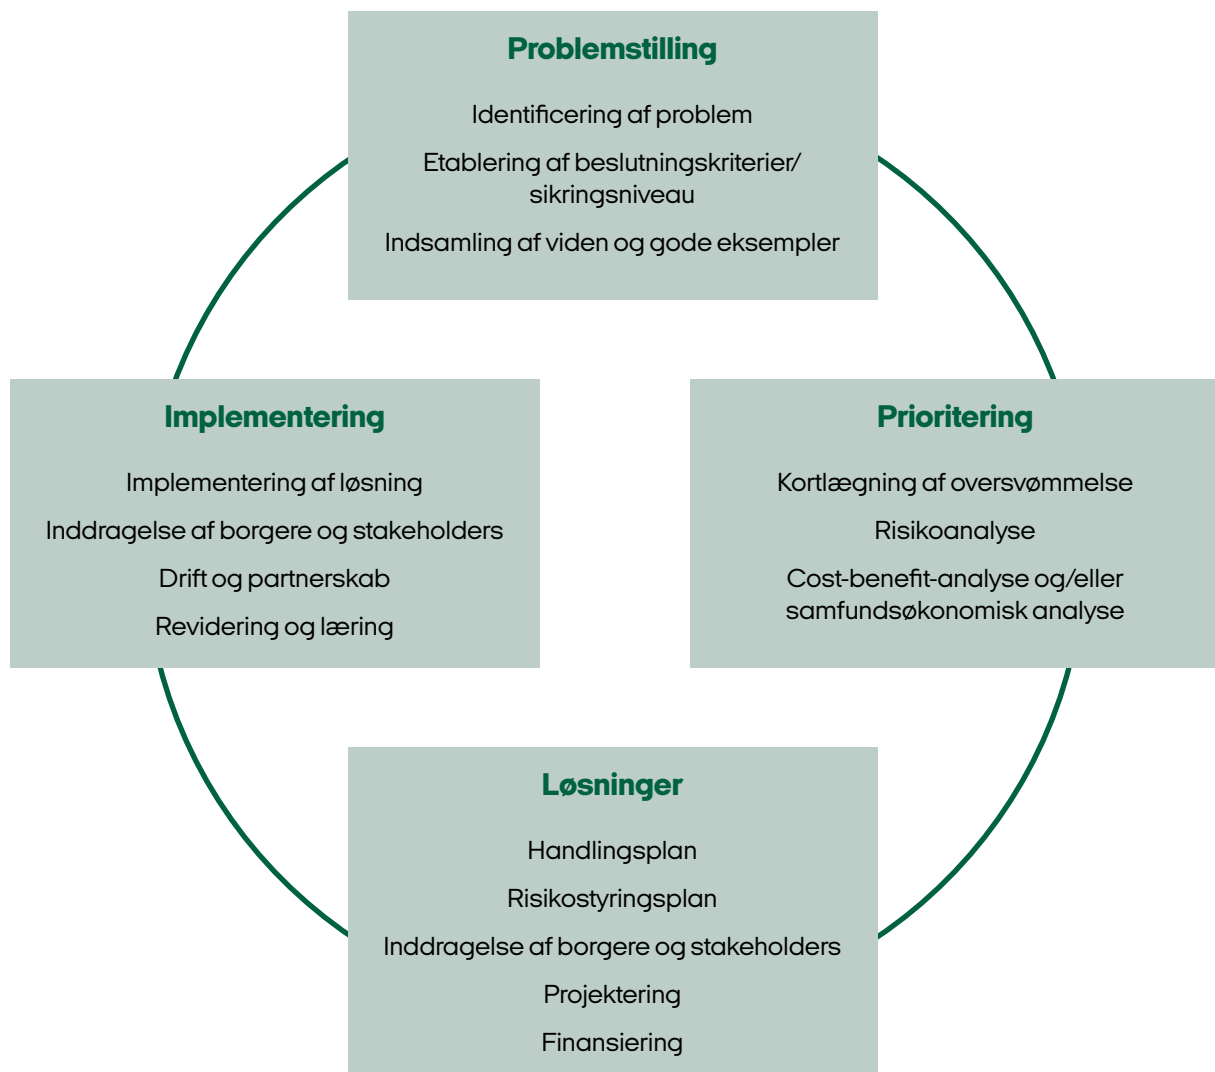 Problemstilling
Identificering af problem
Etablering af beslutningskriterier/
sikringsniveau
Indsamling af viden og gode eksempler
Implementering
Implementering af løsning
Inddragelse af borgere og stakeholders
Drift og partnerskab
Revidering og læring
Prioritering
Kortlægning af oversvømmelse
Risikoanalyse
Cost-benefit-analyse og/eller
samfundsøkonomisk analyse
Løsninger
Handlingsplan
Risikostyringsplan
Inddragelse af borgere og stakeholders
Projektering
Finansiering